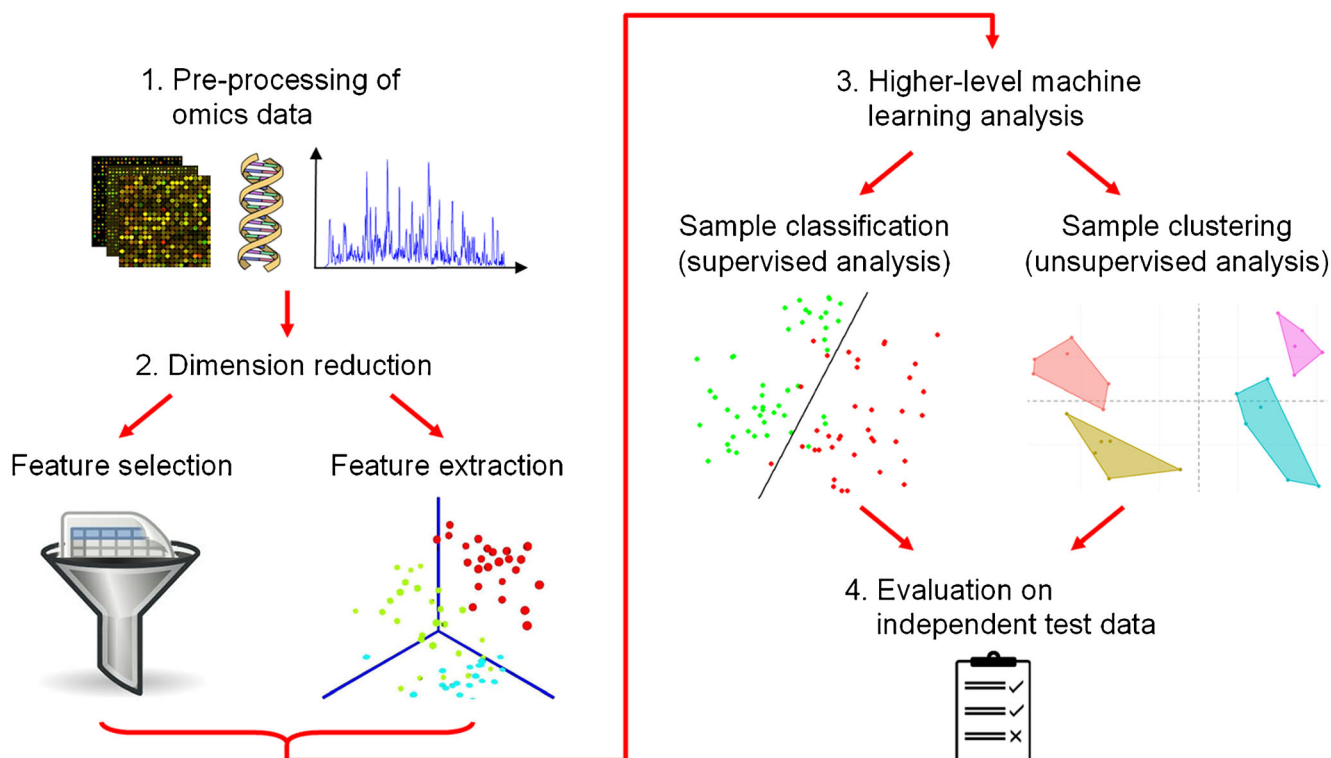 1. Pre-processing of
omics data
2. Dimension reduction
Feature selection
Feature extraction
3. Higher-level machine
learning analysis
Sample classification
(supervised analysis)
Sample clustering
(unsupervised analysis)
4. Evaluation on
independent test data